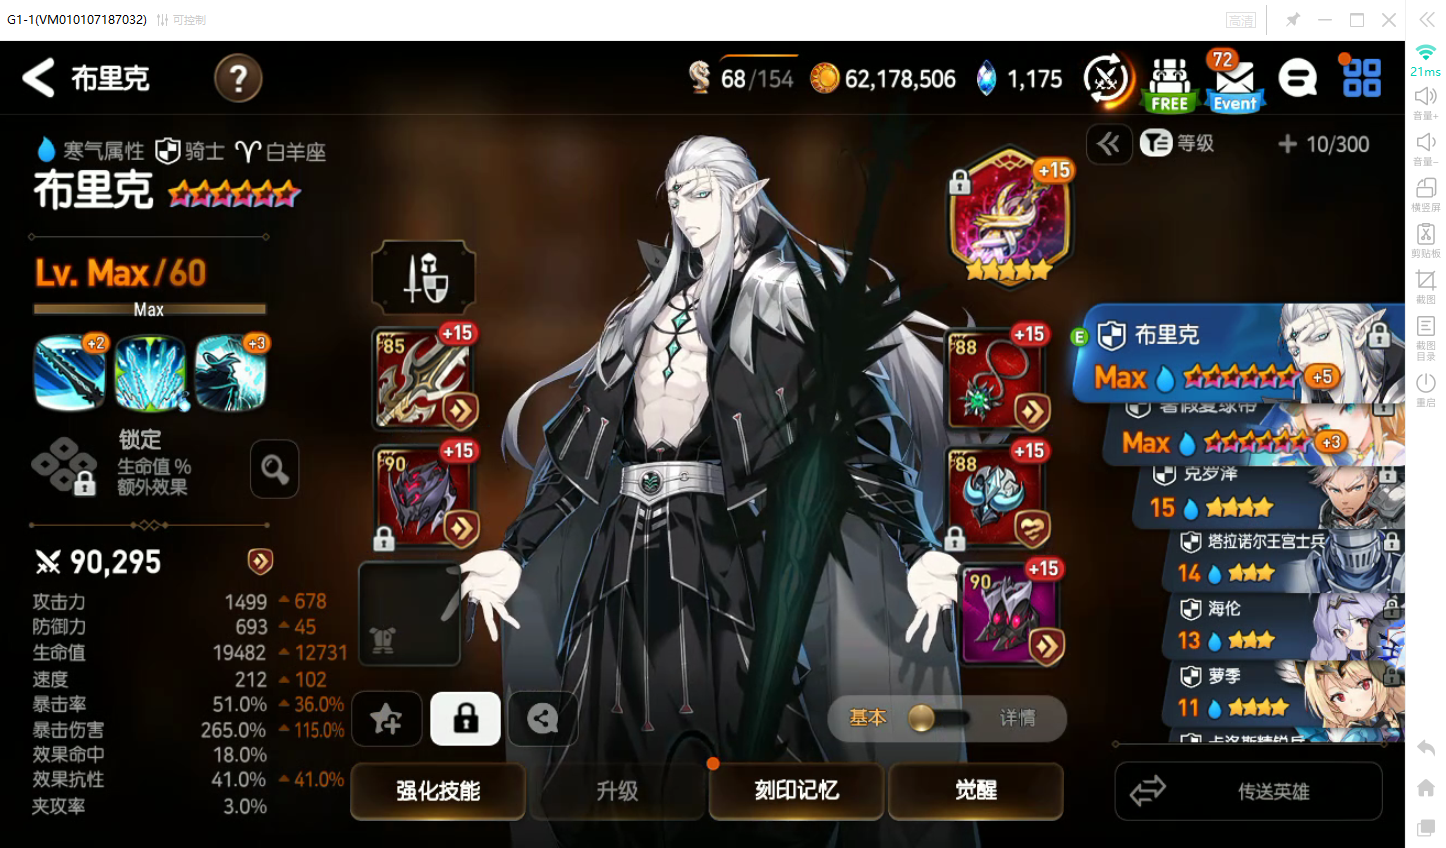 G1-1(VM010107187032) 可控制
高清
21ms
音量+
音量-
横竖屏
剪贴板
截图
截图
目录
重启
布里克
?
68/154
62,178,506
1,175
FREE
72
Event
寒气属性 骑士 白羊座
布里克
Lv. Max/60
Max
+2
+3
锁定
生命值 %
额外效果
90,295
攻击力 1499 678
防御力 693 45
生命值 19482 12731
速度 212 102
暴击率 51.0% 36.0%
暴击伤害 265.0% 115.0%
效果命中 18.0%
效果抗性 41.0% 41.0%
夹攻率 3.0%
85 +15
90 +15
+15
88 +15
88 +15
90 +15
基本 详情
强化技能
升级
刻印记忆
觉醒
等级
+ 10/300
E
布里克
Max +5
Max +3
克罗泽
15
塔拉诺尔王宫士兵
14
海伦
13
萝季
11
卡洛斯精锐兵
传送英雄